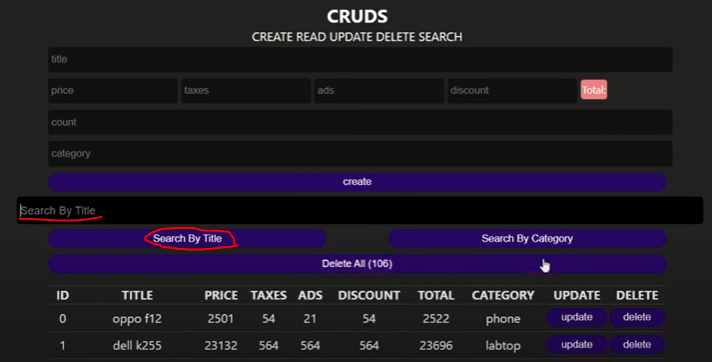 CRUDS
CREATE READ UPDATE DELETE SEARCH
title
price taxes ads discount Total:
count
category
create
Search By Title
Search By Title Search By Category
Delete All (106)
ID TITLE PRICE TAXES ADS DISCOUNT TOTAL CATEGORY UPDATE DELETE
0 oppo f12 2501 54 21 54 2522 phone update delete
1 dell k255 23132 564 564 564 23696 labtop update delete